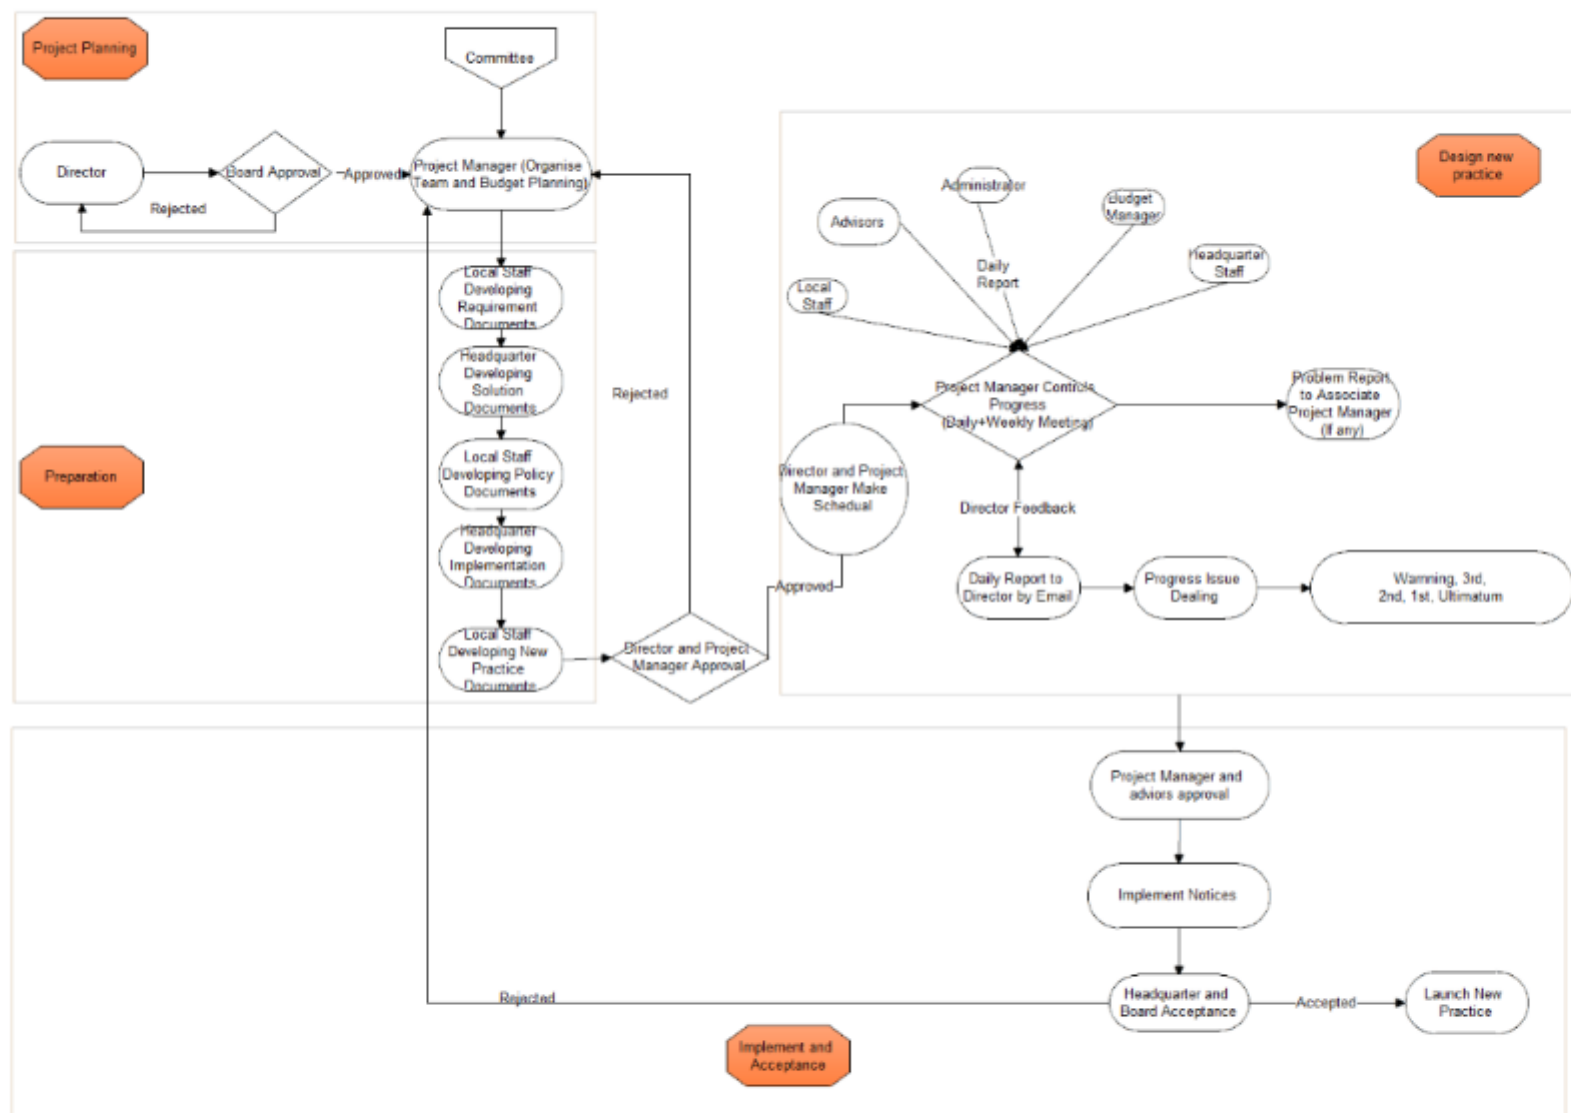 Project Planning
Committee
Director
Board Approval
Approved
Project Manager (Organise
Team and Budget Planning)
Rejected
Local Staff
Developing
Requirement
Documents
Headquarter
Developing
Solution
Documents
Preparation
Local Staff
Developing Policy
Documents
Headquarter
Developing
Implementation
Documents
Local Staff
Developing New
Practice
Documents
Rejected
Director and Project
Manager Approval
Approved
Design new
practice
Administrator
Advisors
Budget
Manager
Headquarter
Staff
Daily
Report
Local
Staff
Project Manager Controls
Progress
(Daily+Weekly Meeting)
Problem Report
to Associate
Project Manager
(If any)
Director and Project
Manager Make
Schedual
Director Feedback
Daily Report to
Director by Email
Progress Issue
Dealing
Warnning, 3rd,
2nd, 1st, Ultimatum
Project Manager and
adviors approval
Implement Notices
Rejected
Headquarter and
Board Acceptance
Accepted
Launch New
Practice
Implement and
Acceptance